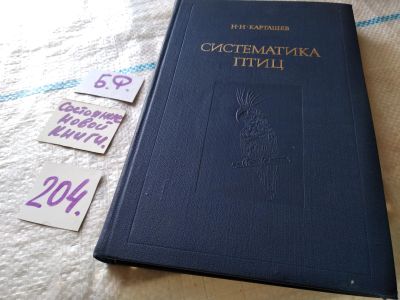 Н·Н·КАРТАШЕВ
СИСТЕМАТИКА
ПТИЦ
Б.Ф.
Состояние
новой
книги.
204.